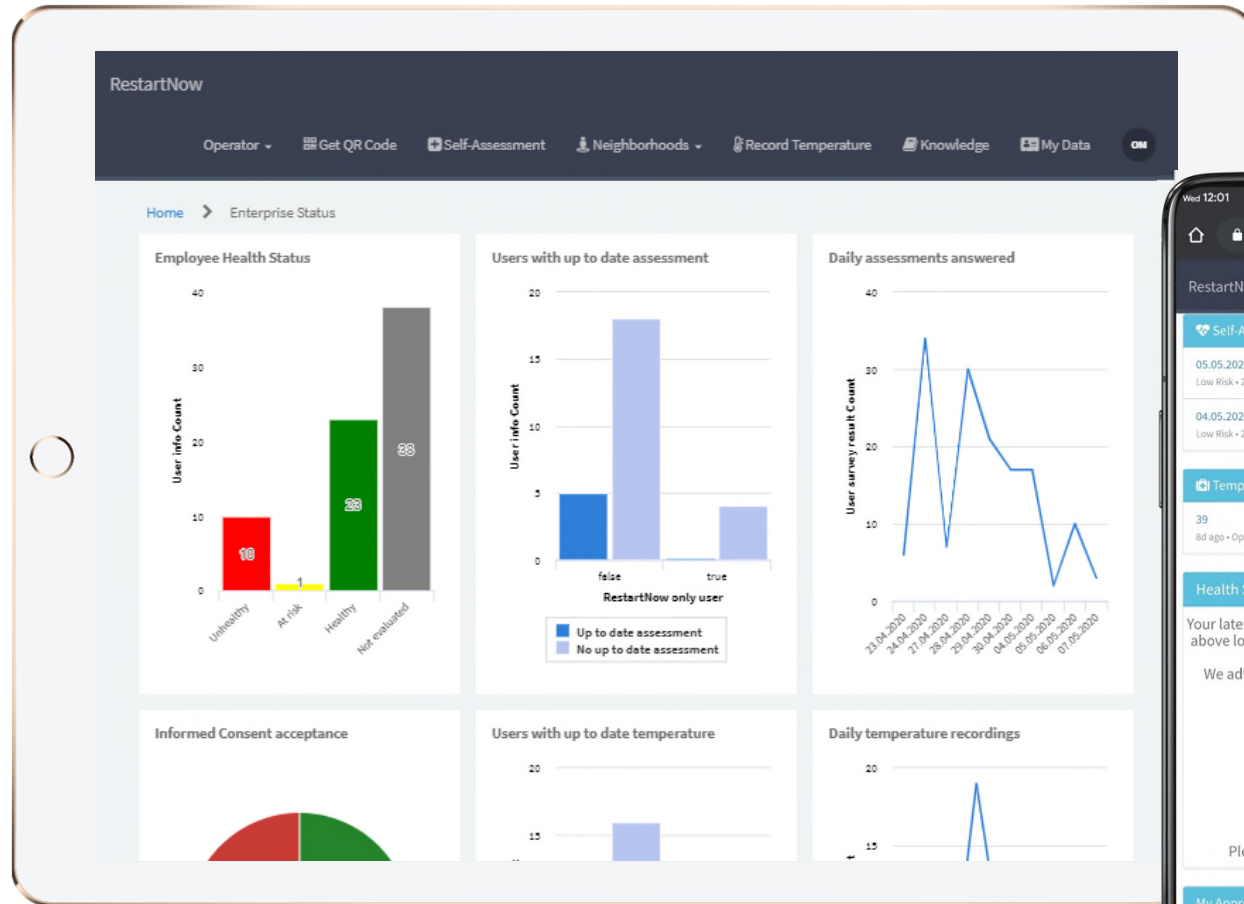 RestartNow
Operator
Get QR Code
Self-Assessment
Neighborhoods
Record Temperature
Knowledge
My Data
OM
Home
Enterprise Status
Employee Health Status
40
30
20
10
0
User info Count
10
1
23
38
Unhealthy
At risk
Healthy
Not evaluated
Users with up to date assessment
20
15
10
5
0
User info Count
false
true
RestartNow only user
Up to date assessment
No up to date assessment
Daily assessments answered
40
30
20
10
0
User survey result Count
23.04.2020
24.04.2020
27.04.2020
28.04.2020
29.04.2020
30.04.2020
04.05.2020
05.05.2020
06.05.2020
07.05.2020
Informed Consent acceptance
Users with up to date temperature
20
15
Daily temperature recordings
20
15
Wed 12:01
RestartN
Self-A
05.05.202
Low Risk • 2
04.05.202
Low Risk • 2
Temp
39
8d ago • Op
Health S
Your lates
above lo
We ad
Ple
My Appr